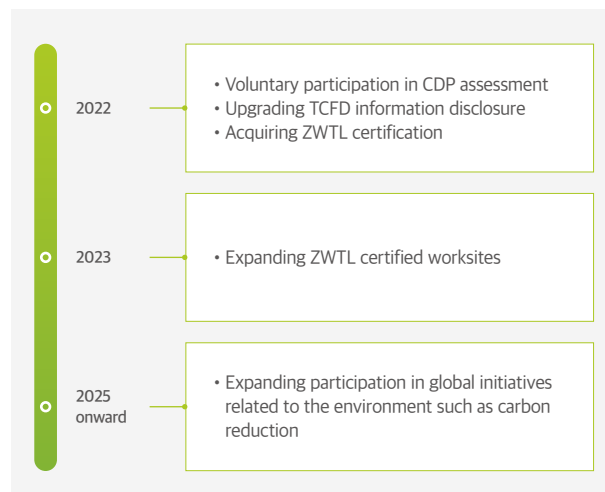 2022
• Voluntary participation in CDP assessment
• Upgrading TCFD information disclosure
• Acquiring ZWTL certification
2023
• Expanding ZWTL certified worksites
2025
onward
• Expanding participation in global initiatives
related to the environment such as carbon
reduction